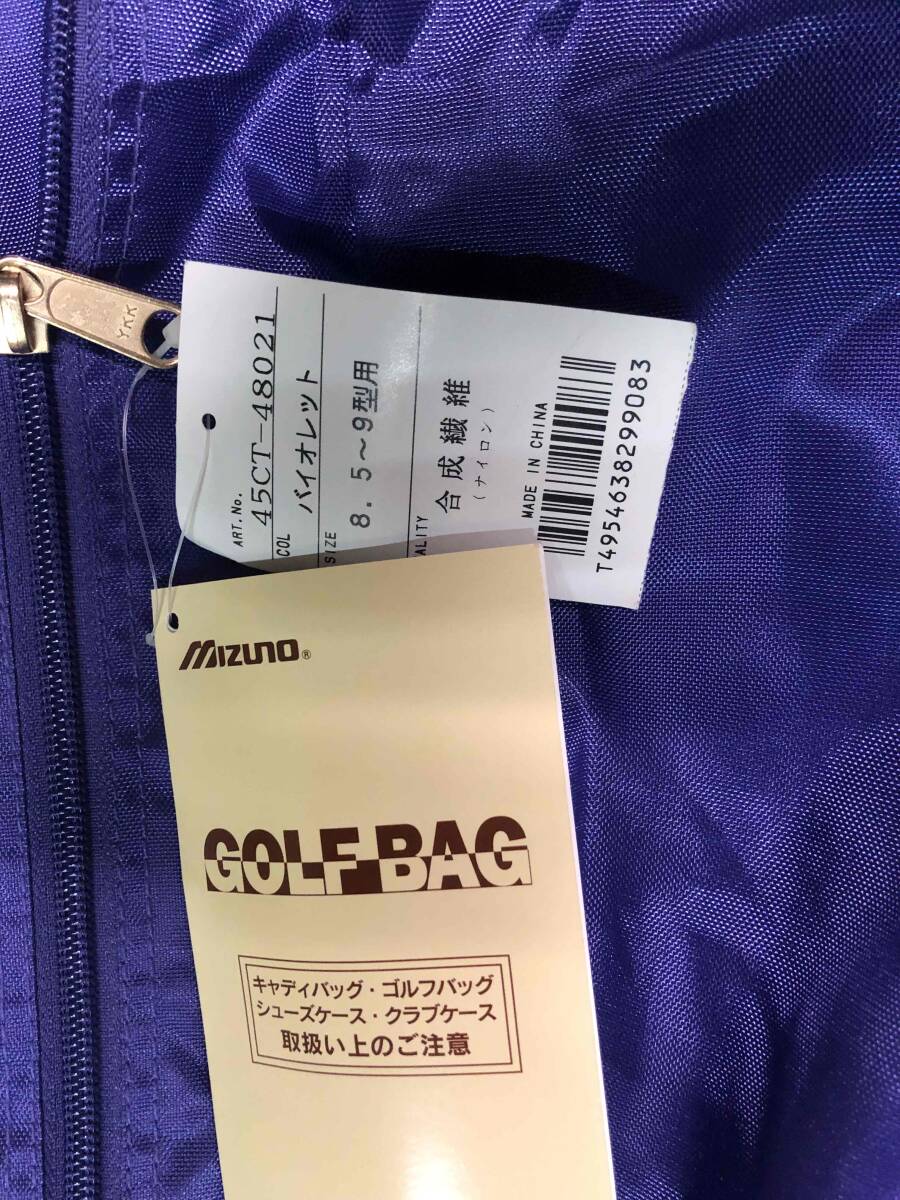 YKK
ART.No.
45CT-48021
COL
バイオレット
SIZE
8.5～9型用
ALITY
合成繊維
(ナイロン)
MADE IN CHINA
T4954638299083
MIZUNO®
GOLF BAG
キャディバッグ・ゴルフバッグ
シューズケース・クラブケース
取扱い上のご注意